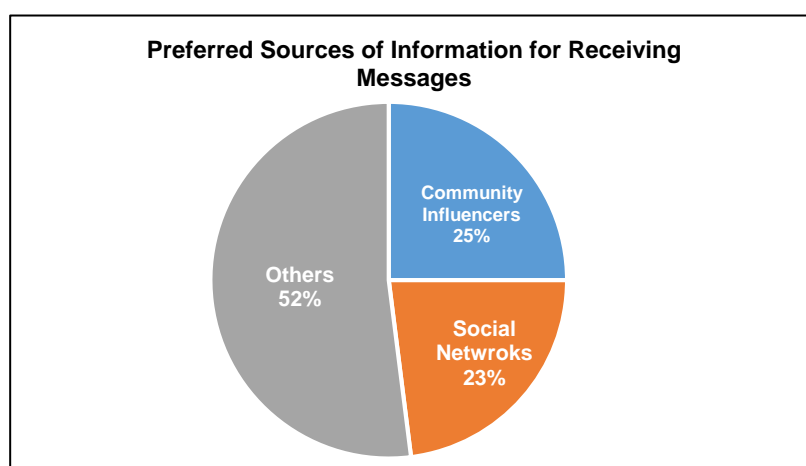 Preferred Sources of Information for Receiving
Messages
Community
Influencers
25%
Others
52%
Social
Netwroks
23%